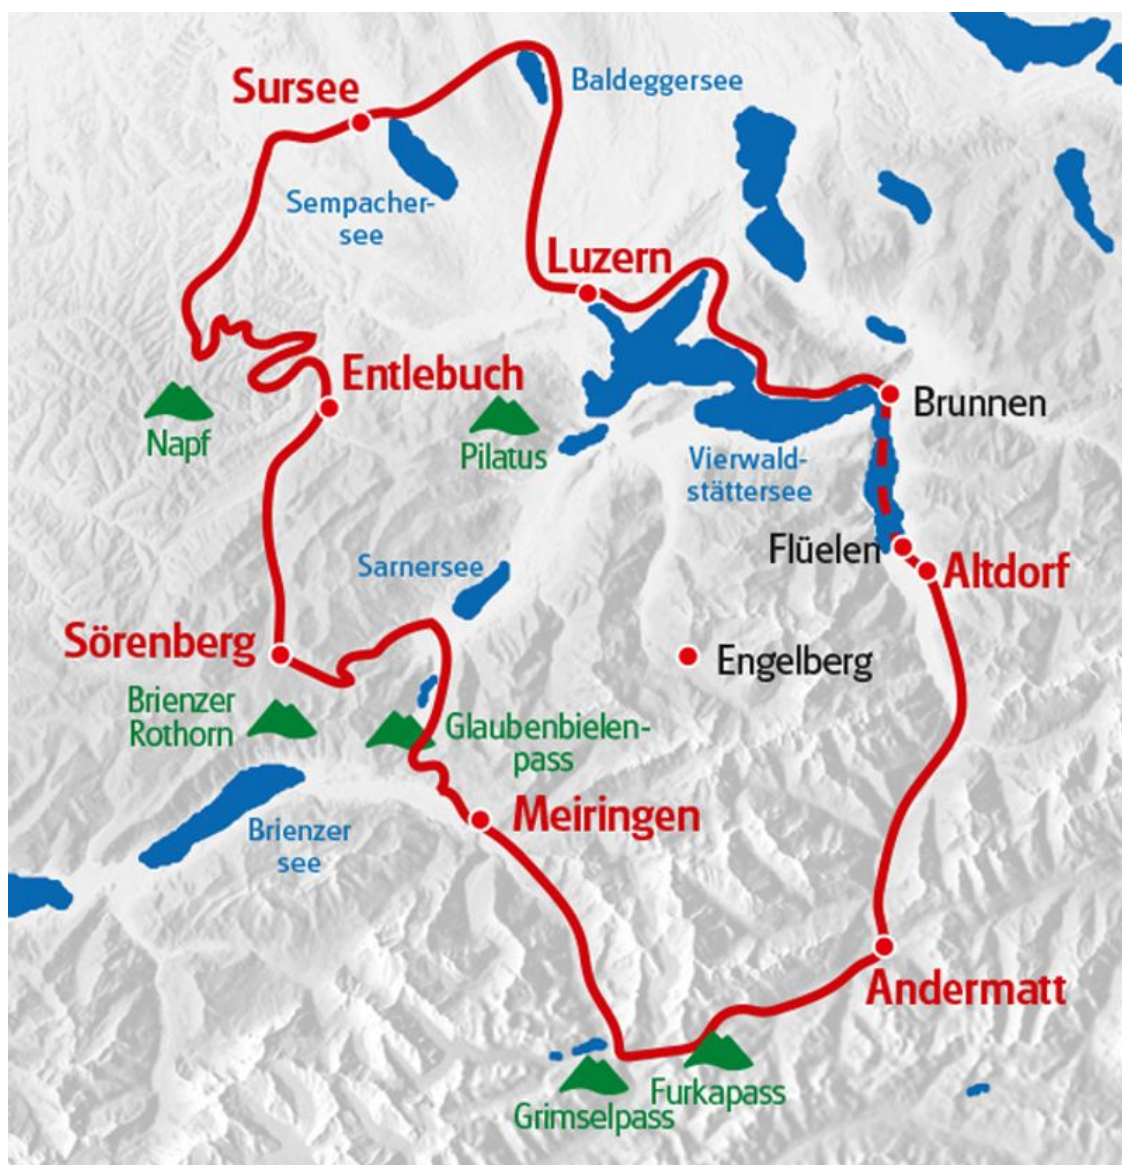 Sursee
Baldeggersee
Sempacher-
see
Luzern
Entlebuch
Brunnen
Napf
Pilatus
Vierwald-
stättersee
Flüelen
Sarnersee
Altdorf
Sörenberg
Engelberg
Brienzer
Rothorn
Glaubenbielen-
pass
Meiringen
Brienzer
see
Andermatt
Furkapass
Grimselpass